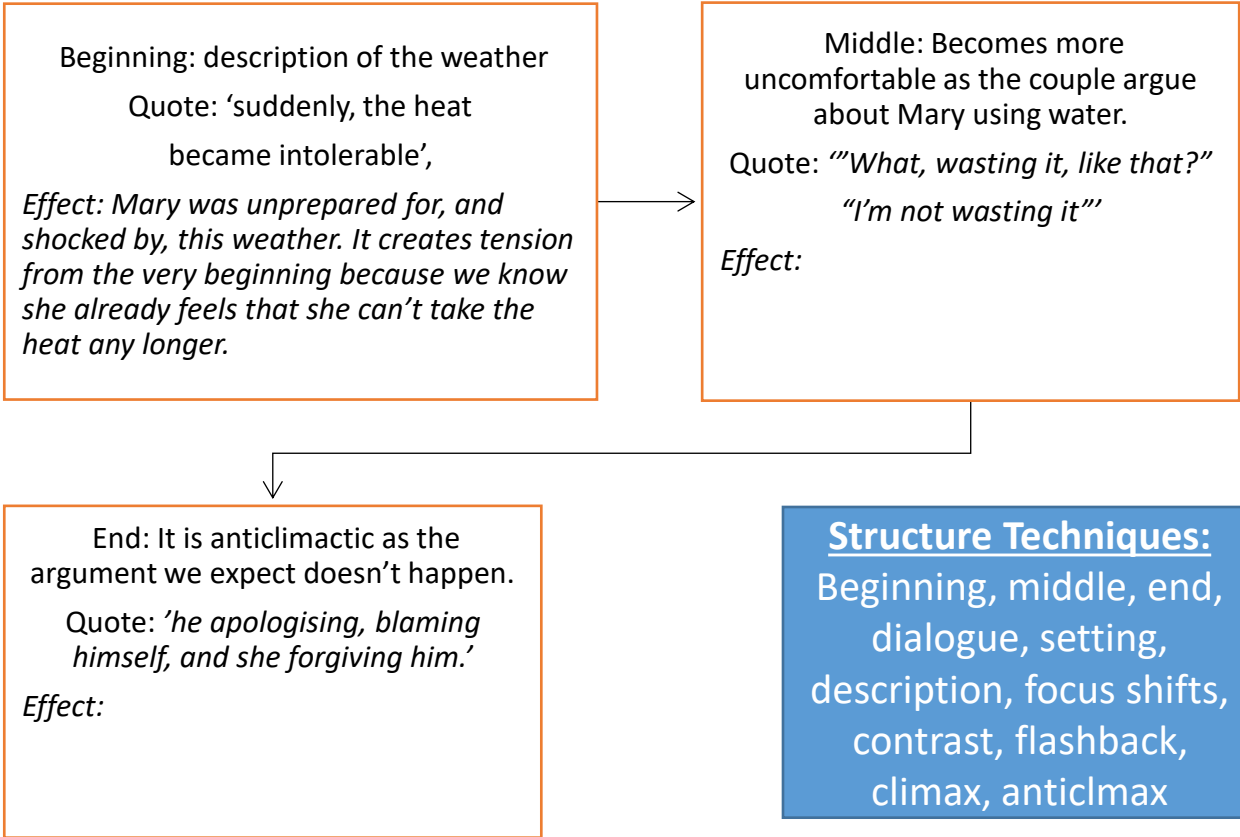 Beginning: description of the weather
Quote: ‘suddenly, the heat
became intolerable’,
Effect: Mary was unprepared for, and
shocked by, this weather. It creates tension
from the very beginning because we know
she already feels that she can’t take the
heat any longer.
Middle: Becomes more
uncomfortable as the couple argue
about Mary using water.
Quote: ‘”What, wasting it, like that?”
“I’m not wasting it”’
Effect:
End: It is anticlimactic as the
argument we expect doesn’t happen.
Quote: ’he apologising, blaming
himself, and she forgiving him.’
Effect:
Structure Techniques:
Beginning, middle, end,
dialogue, setting,
description, focus shifts,
contrast, flashback,
climax, anticlmax